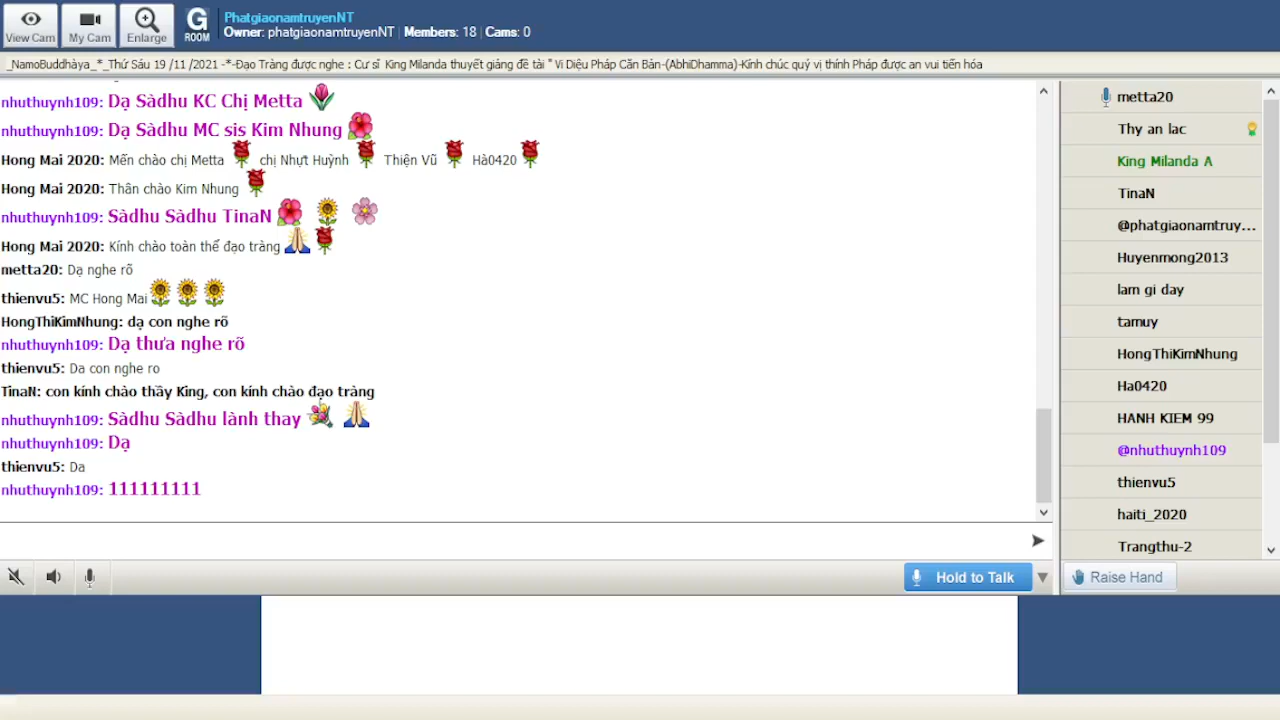 View Cam
My Cam
Enlarge
G
ROOM
PhatgiaonamtruyenNT
Owner: phatgiaonamtruyenNT | Members: 18 | Cams: 0
_NamoBuddhàya_*_Thứ Sáu 19 /11 /2021 -*-Đạo Tràng được nghe : Cư sĩ King Milanda thuyết giảng đề tài " Vi Diệu Pháp Căn Bản-(AbhiDhamma)-Kính chúc quý vị thính Pháp được an vui tiến hóa
nhuthuynh109: Dạ Sàdhu KC Chị Metta
nhuthuynh109: Dạ Sàdhu MC sis Kim Nhung
Hong Mai 2020: Mến chào chị Metta chị Nhựt Huỳnh Thiện Vũ Hà0420
Hong Mai 2020: Thân chào Kim Nhung
nhuthuynh109: Sàdhu Sàdhu TinaN
Hong Mai 2020: Kính chào toàn thể đạo tràng
metta20: Dạ nghe rõ
thienvu5: MC Hong Mai
HongThiKimNhung: dạ con nghe rõ
nhuthuynh109: Dạ thưa nghe rõ
thienvu5: Da con nghe ro
TinaN: con kính chào thầy King, con kính chào đạo tràng
nhuthuynh109: Sàdhu Sàdhu lành thay
nhuthuynh109: Dạ
thienvu5: Da
nhuthuynh109: 111111111
Hold to Talk
metta20
Thy an lac
King Milanda A
TinaN
@phatgiaonamtruy...
Huyenmong2013
lam gi day
tamuy
HongThiKimNhung
Ha0420
HANH KIEM 99
@nhuthuynh109
thienvu5
haiti_2020
Trangthu-2
Raise Hand